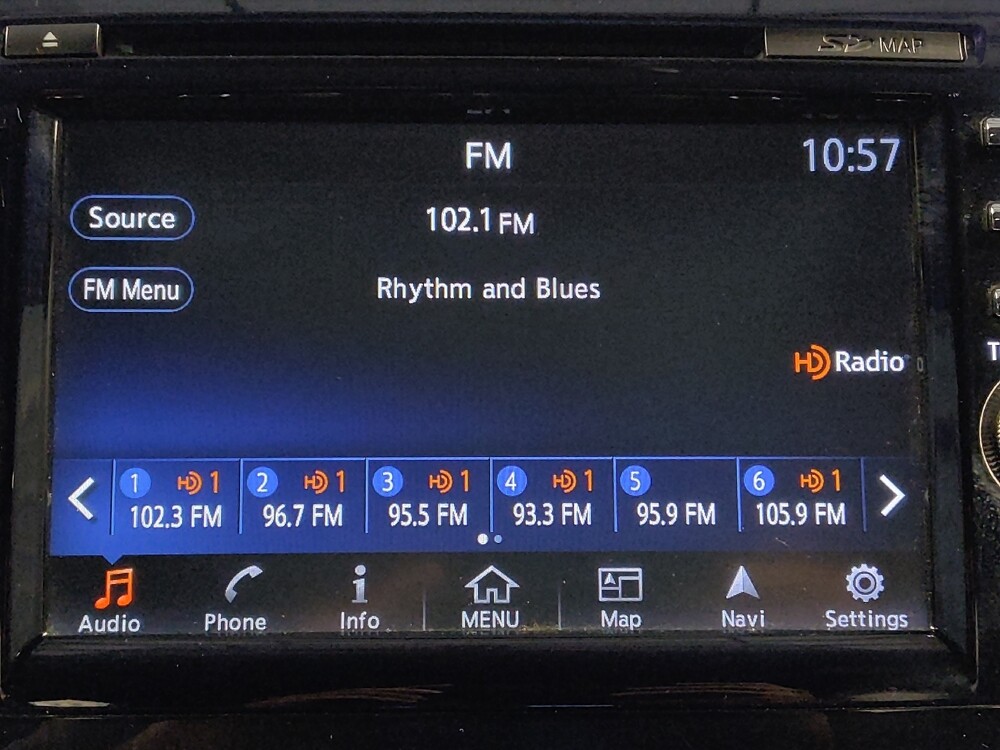 SD MAP
FM
10:57
Source
102.1 FM
FM Menu
Rhythm and Blues
HD Radio
1 HD 1
102.3 FM
2 HD 1
96.7 FM
3 HD 1
95.5 FM
4 HD 1
93.3 FM
5
95.9 FM
6 HD 1
105.9 FM
Audio
Phone
Info
MENU
Map
Navi
Settings